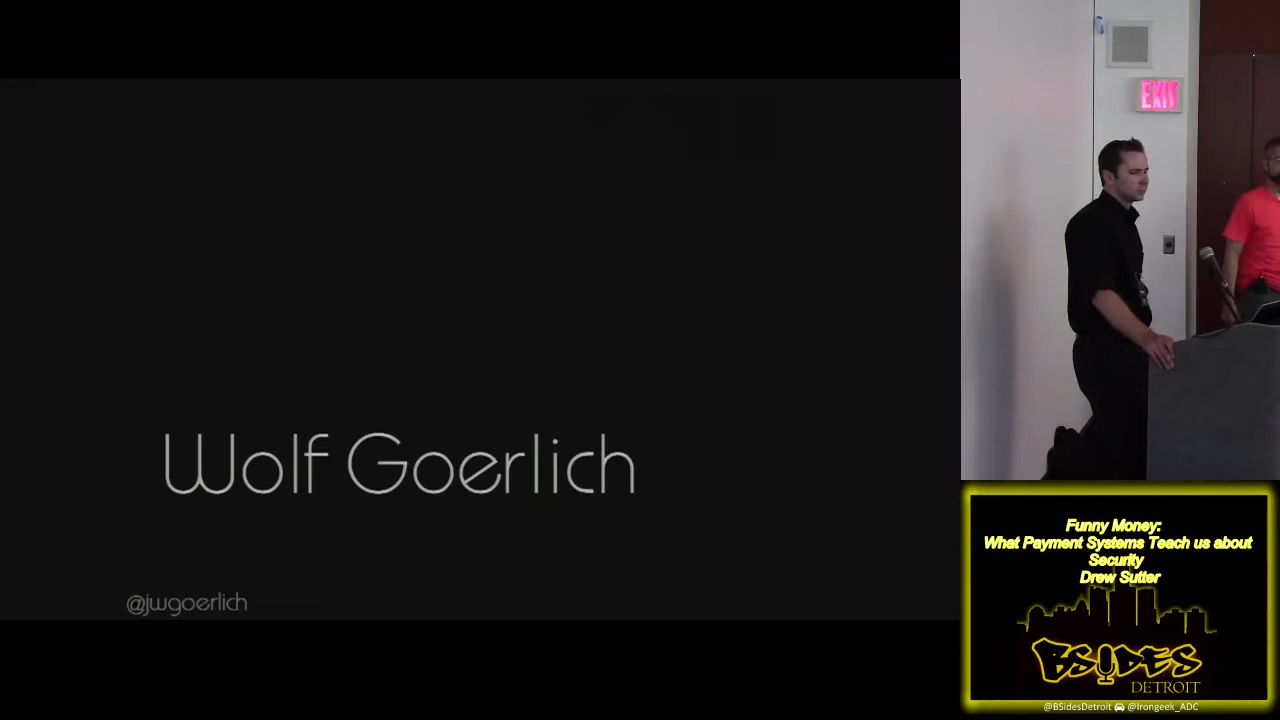 Wolf Goerlich
@jwgoerlich
EXIT
Funny Money:
What Payment Systems Teach us about
Security
Drew Sutter
BSIDES
DETROIT
@BSidesDetroit @Irongeek_ADC